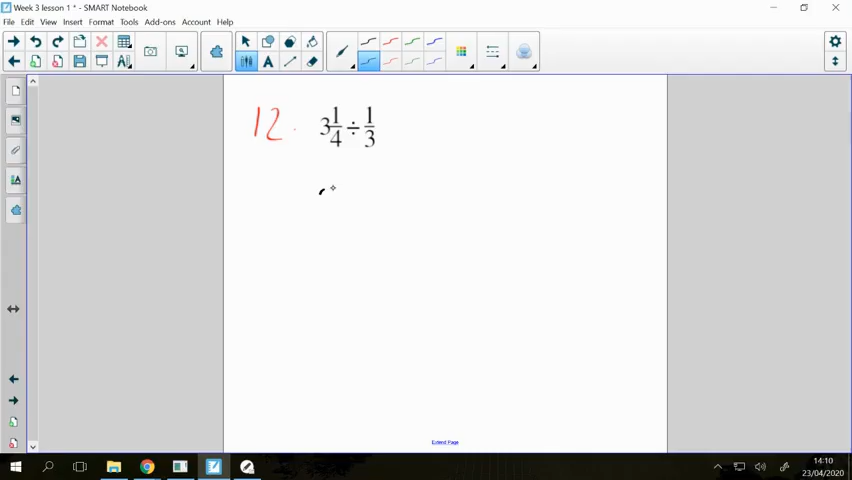 Week 3 lesson 1 * - SMART Notebook
File Edit View Insert Format Tools Add-ons Account Help
12. 3 1/4 ÷ 1/3
Extend Page
14:10
23/04/2020